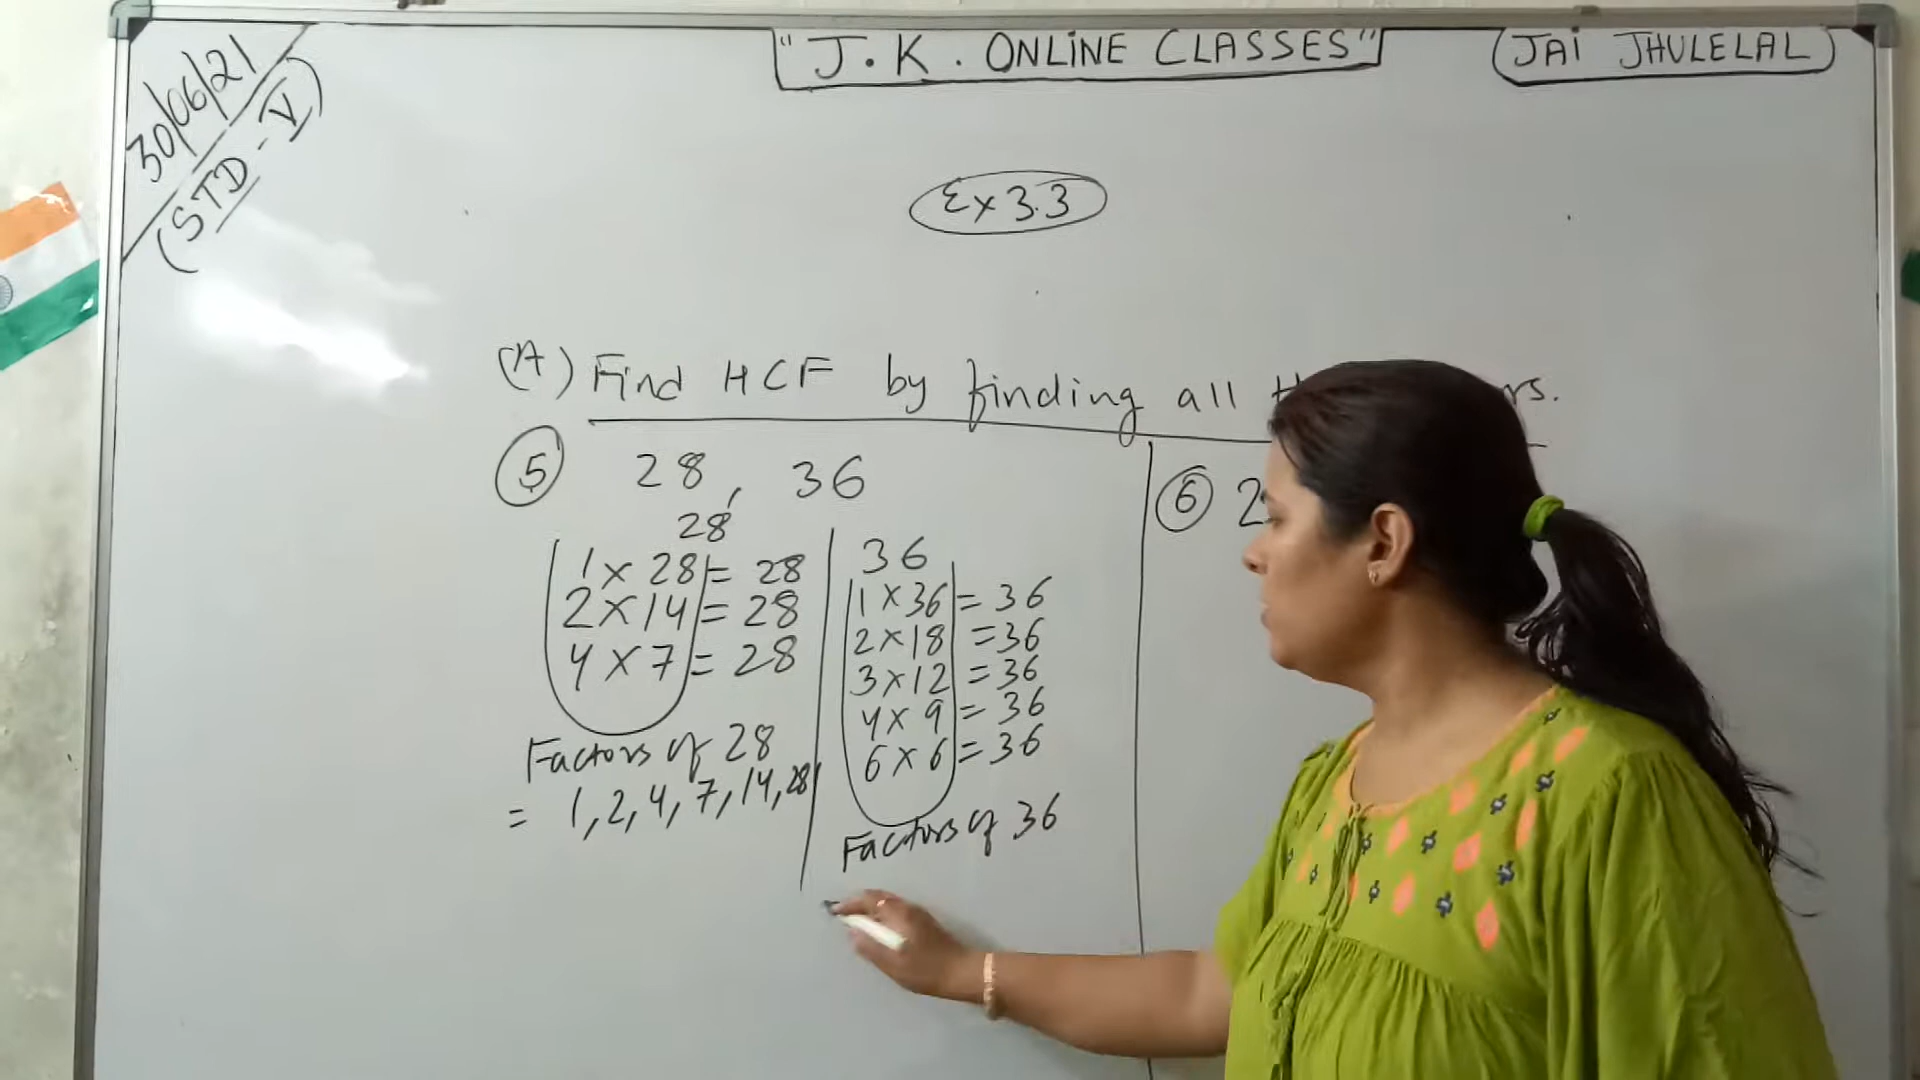 30/06/21
(STD - V)
"J.K. ONLINE CLASSES"
(JAI JHULELAL)
Ex 3.3
(A) Find HCF by finding all
5 28, 36
28
1 x 28 = 28
2 x 14 = 28
4 x 7 = 28
Factors of 28
= 1, 2, 4, 7, 14, 28
36
1 x 36 = 36
2 x 18 = 36
3 x 12 = 36
4 x 9 = 36
6 x 6 = 36
Factors of 36
6 2